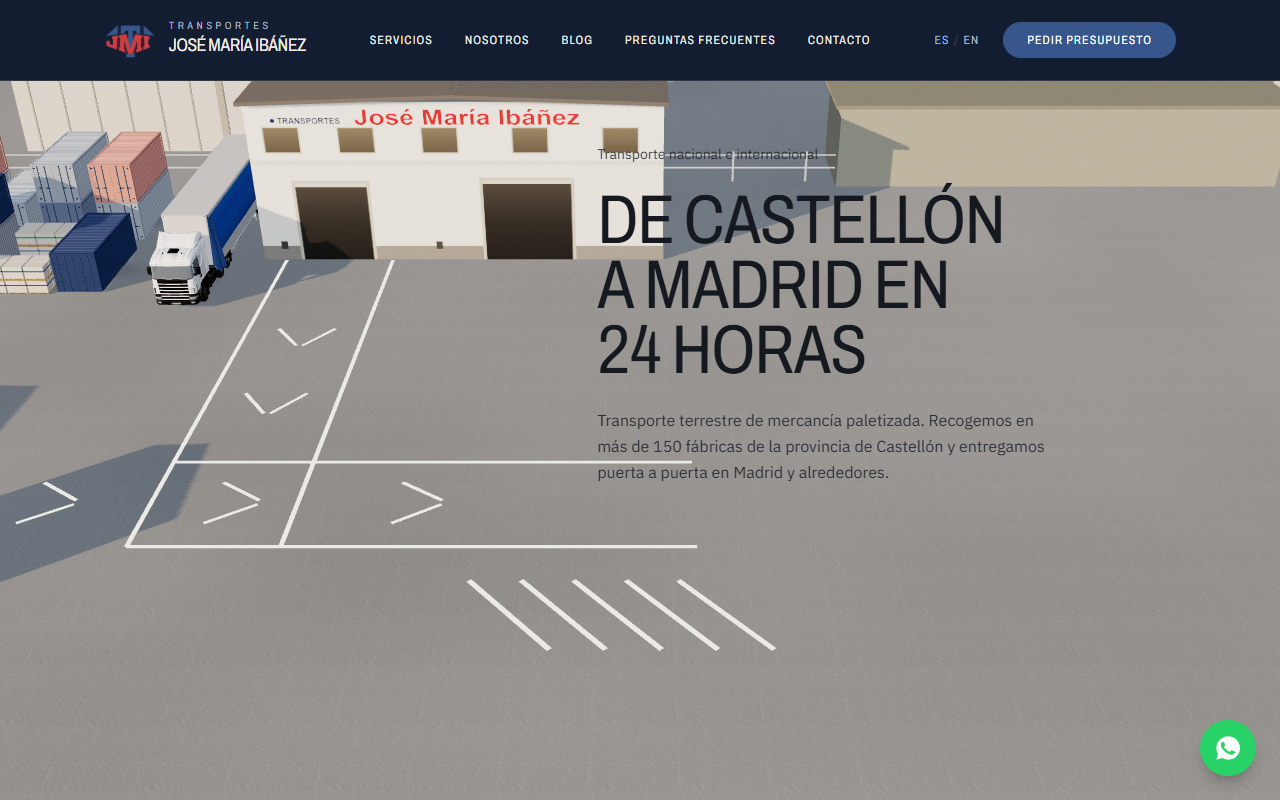 TRANSPORTES
JOSÉ MARÍA IBÁÑEZ
SERVICIOS
NOSOTROS
BLOG
PREGUNTAS FRECUENTES
CONTACTO
ES / EN
PEDIR PRESUPUESTO
JMI
• TRANSPORTES José María Ibáñez
Transporte nacional e internacional
DE CASTELLÓN
A MADRID EN
24 HORAS
Transporte terrestre de mercancía paletizada. Recogemos en
más de 150 fábricas de la provincia de Castellón y entregamos
puerta a puerta en Madrid y alrededores.